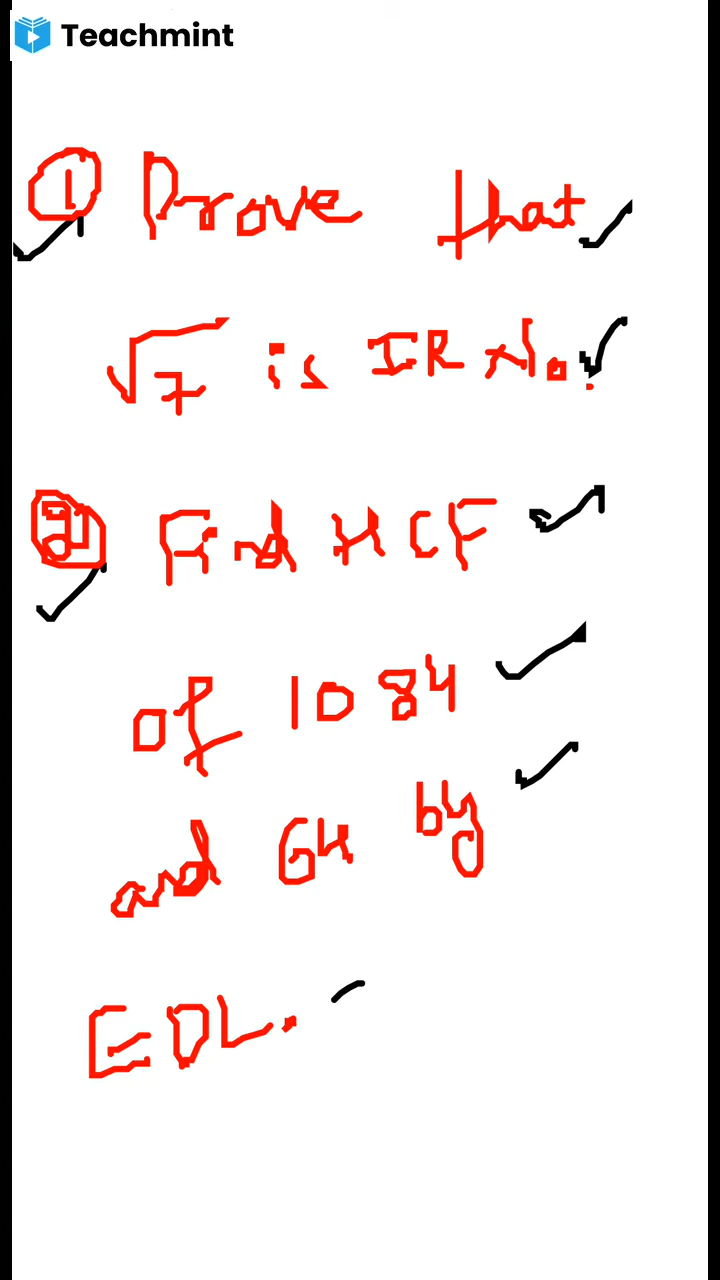 Teachmint
① Prove that
√7 is IR No.
② Find HCF
of 1084
and 64 by
EDL.